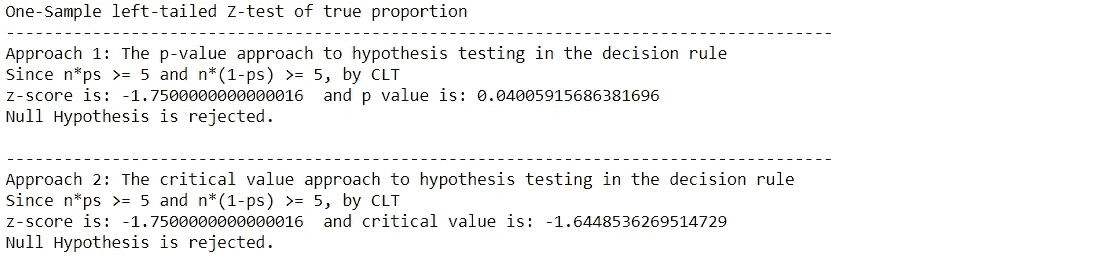 One-Sample left-tailed Z-test of true proportion
--------------------------------------------------------------------------------------
Approach 1: The p-value approach to hypothesis testing in the decision rule
Since n*ps >= 5 and n*(1-ps) >= 5, by CLT
z-score is: -1.7500000000000016  and p value is: 0.04005915686381696
Null Hypothesis is rejected.
--------------------------------------------------------------------------------------
Approach 2: The critical value approach to hypothesis testing in the decision rule
Since n*ps >= 5 and n*(1-ps) >= 5, by CLT
z-score is: -1.7500000000000016  and critical value is: -1.6448536269514729
Null Hypothesis is rejected.